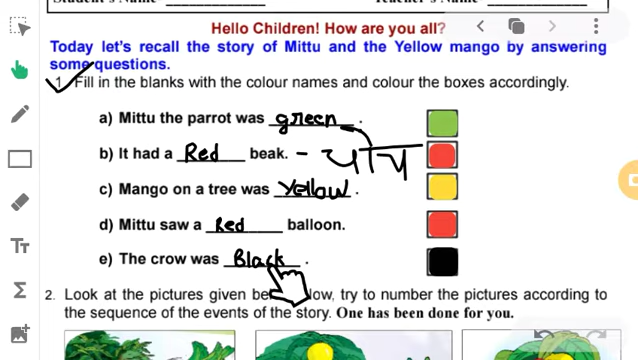 Student's Name Teacher's Name
Hello Children! How are you all?
Today let's recall the story of Mittu and the Yellow mango by answering
some questions.
1. Fill in the blanks with the colour names and colour the boxes accordingly.
a) Mittu the parrot was green .
b) It had a Red beak. –
c) Mango on a tree was yellow .
d) Mittu saw a Red balloon.
e) The crow was Black .
2. Look at the pictures given below, try to number the pictures according to
the sequence of the events of the story. One has been done for you.
Tт
Σ